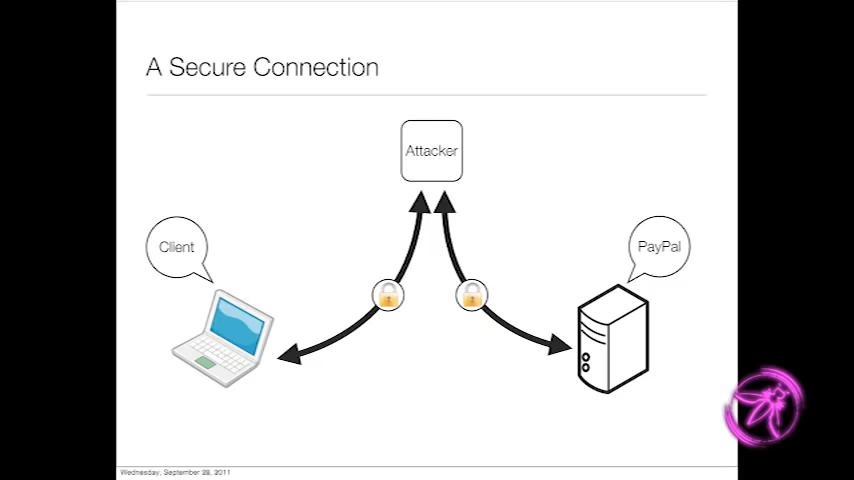 A Secure Connection
Attacker
Client
PayPal
Wednesday, September 28, 2011